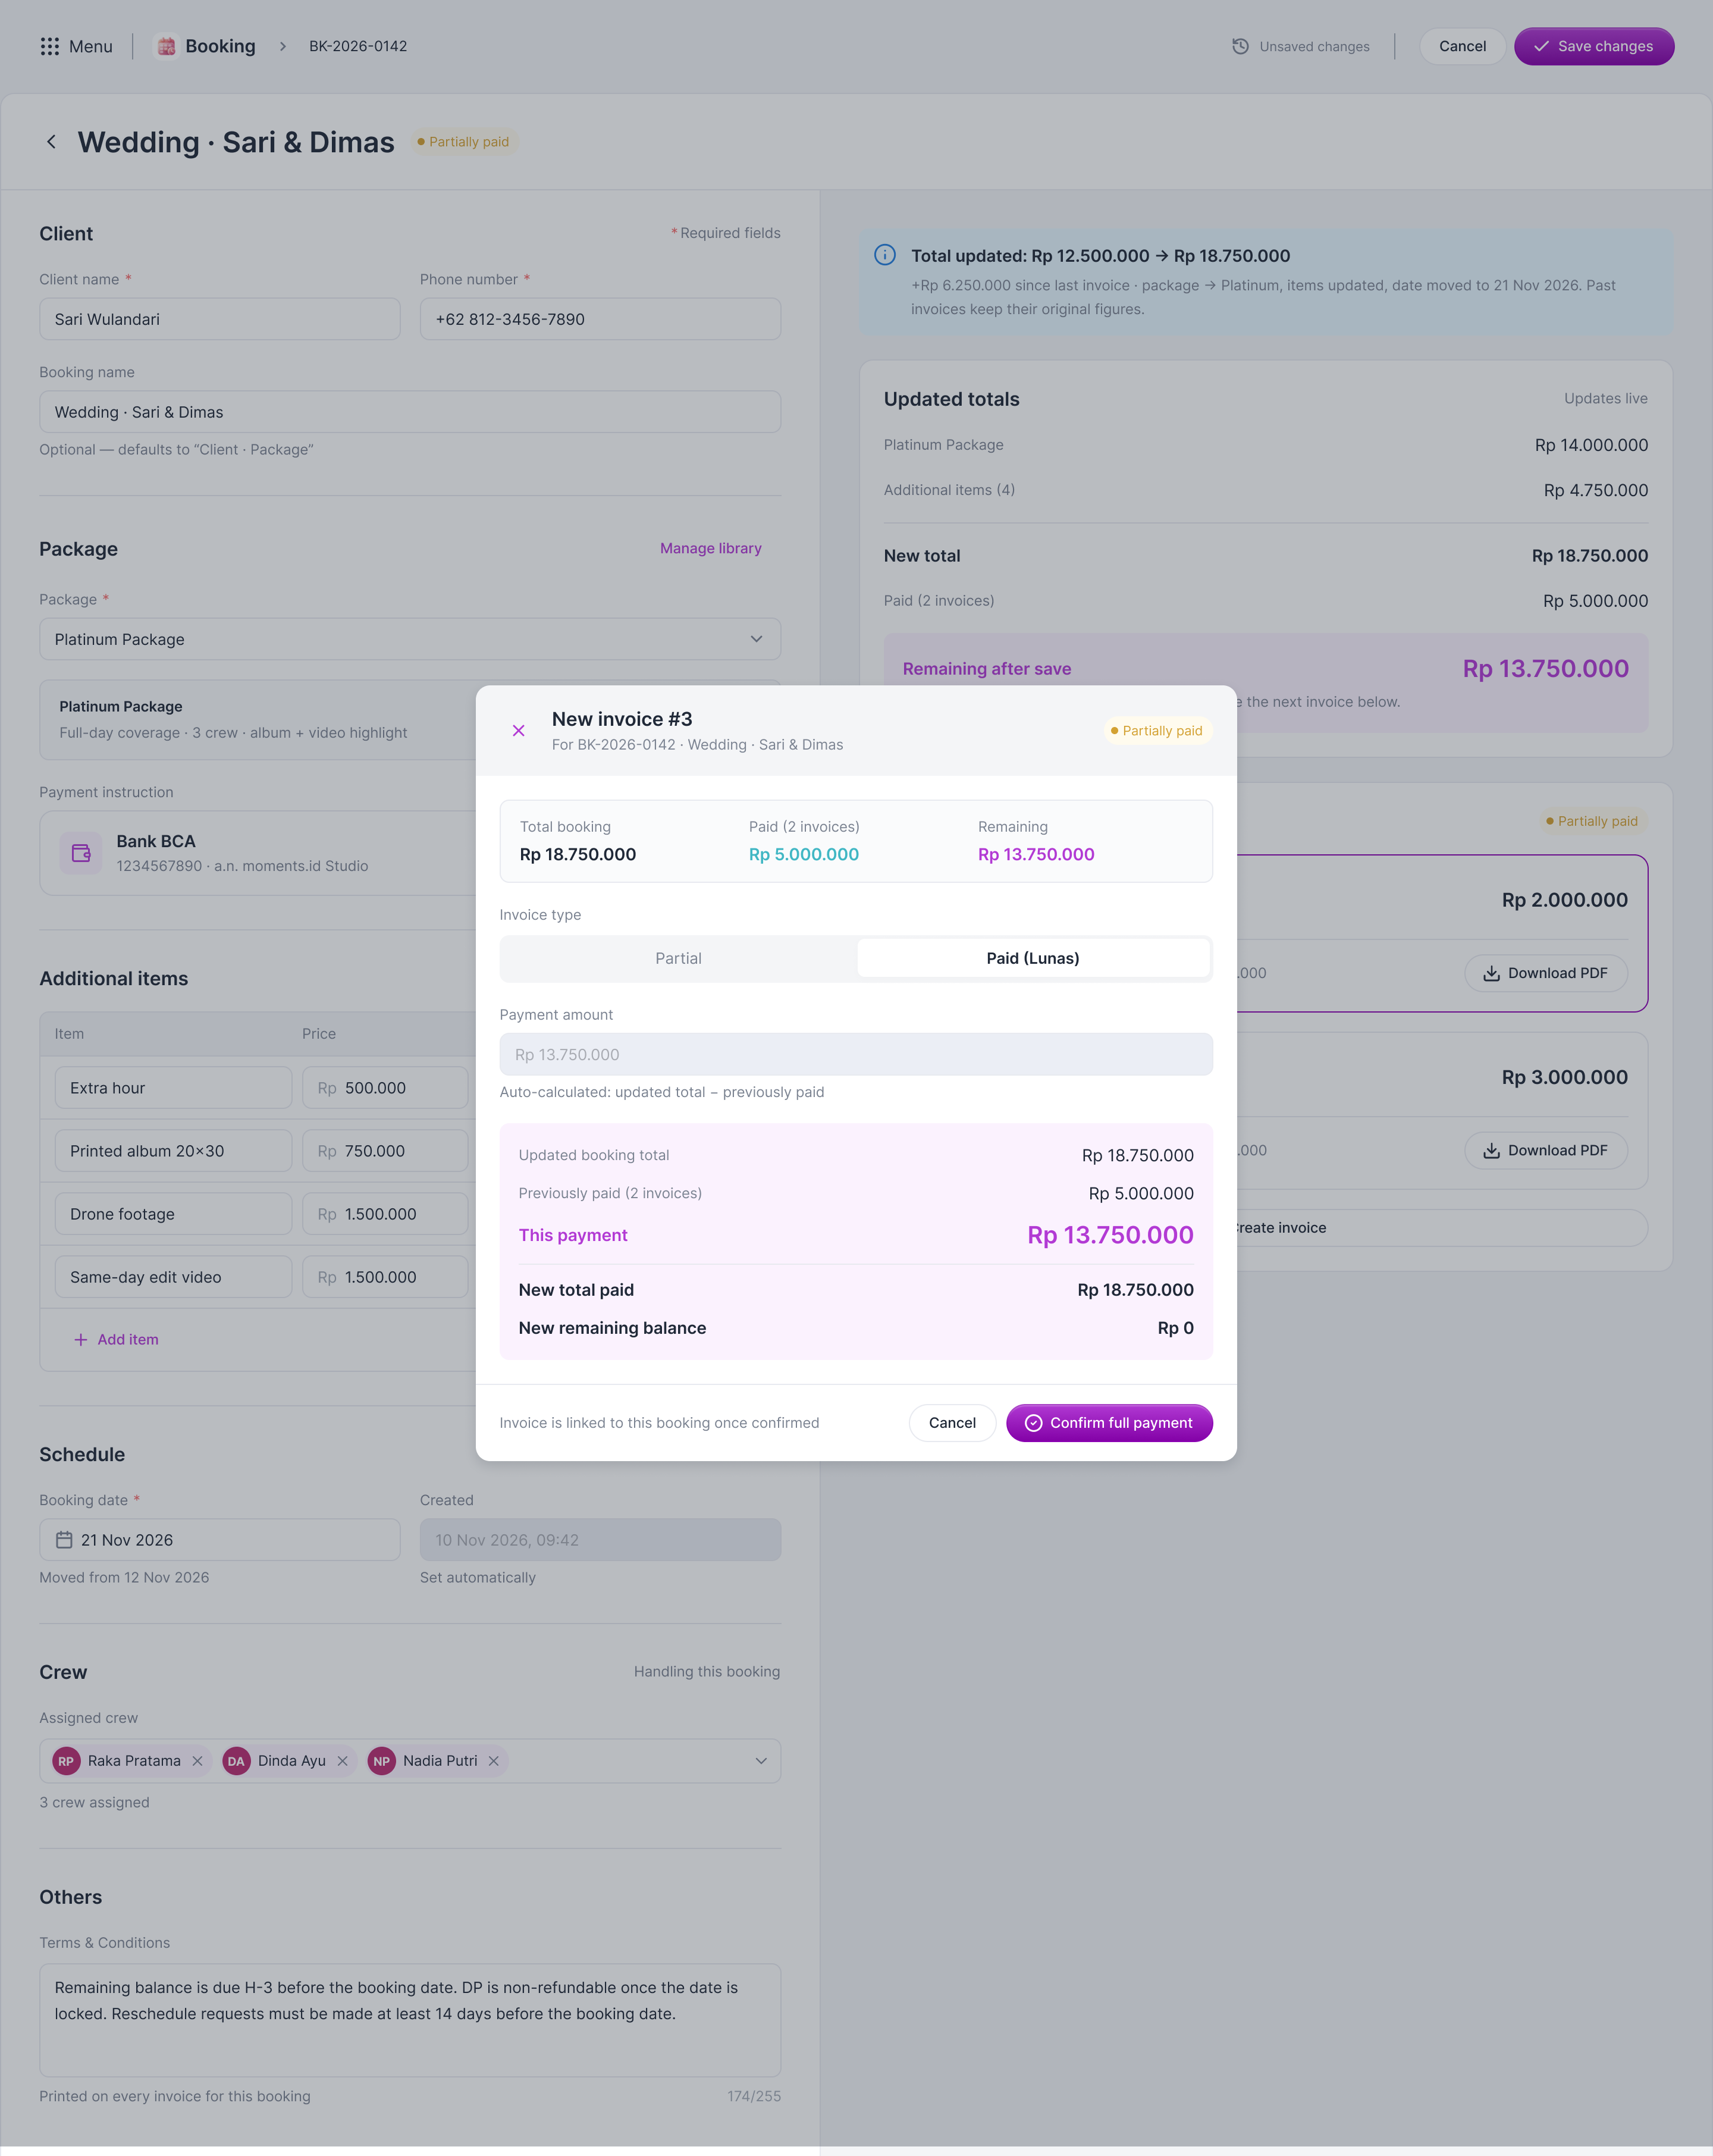 Menu
Booking
BK-2026-0142
Unsaved changes
Cancel
Save changes
Wedding · Sari & Dimas
Partially paid
Client
* Required fields
Client name *
Phone number *
Sari Wulandari
+62 812-3456-7890
Booking name
Wedding · Sari & Dimas
Optional — defaults to “Client · Package”
Package
Manage library
Package *
Platinum Package
Platinum Package
Full-day coverage · 3 crew · album + video highlight
Payment instruction
Bank BCA
1234567890 · a.n. moments.id Studio
Additional items
Item
Price
Extra hour
Rp 500.000
Printed album 20×30
Rp 750.000
Drone footage
Rp 1.500.000
Same-day edit video
Rp 1.500.000
Add item
Schedule
Booking date *
Created
21 Nov 2026
10 Nov 2026, 09:42
Moved from 12 Nov 2026
Set automatically
Crew
Handling this booking
Assigned crew
RP Raka Pratama
DA Dinda Ayu
NP Nadia Putri
3 crew assigned
Others
Terms & Conditions
Remaining balance is due H-3 before the booking date. DP is non-refundable once the date is
locked. Reschedule requests must be made at least 14 days before the booking date.
Printed on every invoice for this booking
174/255
Total updated: Rp 12.500.000 → Rp 18.750.000
+Rp 6.250.000 since last invoice · package → Platinum, items updated, date moved to 21 Nov 2026. Past
invoices keep their original figures.
Updated totals
Updates live
Platinum Package
Rp 14.000.000
Additional items (4)
Rp 4.750.000
New total
Rp 18.750.000
Paid (2 invoices)
Rp 5.000.000
Remaining after save
Rp 13.750.000
the next invoice below.
Partially paid
Rp 2.000.000
.000
Download PDF
Rp 3.000.000
.000
Download PDF
Create invoice
New invoice #3
For BK-2026-0142 · Wedding · Sari & Dimas
Partially paid
Total booking
Paid (2 invoices)
Remaining
Rp 18.750.000
Rp 5.000.000
Rp 13.750.000
Invoice type
Partial
Paid (Lunas)
Payment amount
Rp 13.750.000
Auto-calculated: updated total − previously paid
Updated booking total
Rp 18.750.000
Previously paid (2 invoices)
Rp 5.000.000
This payment
Rp 13.750.000
New total paid
Rp 18.750.000
New remaining balance
Rp 0
Invoice is linked to this booking once confirmed
Cancel
Confirm full payment